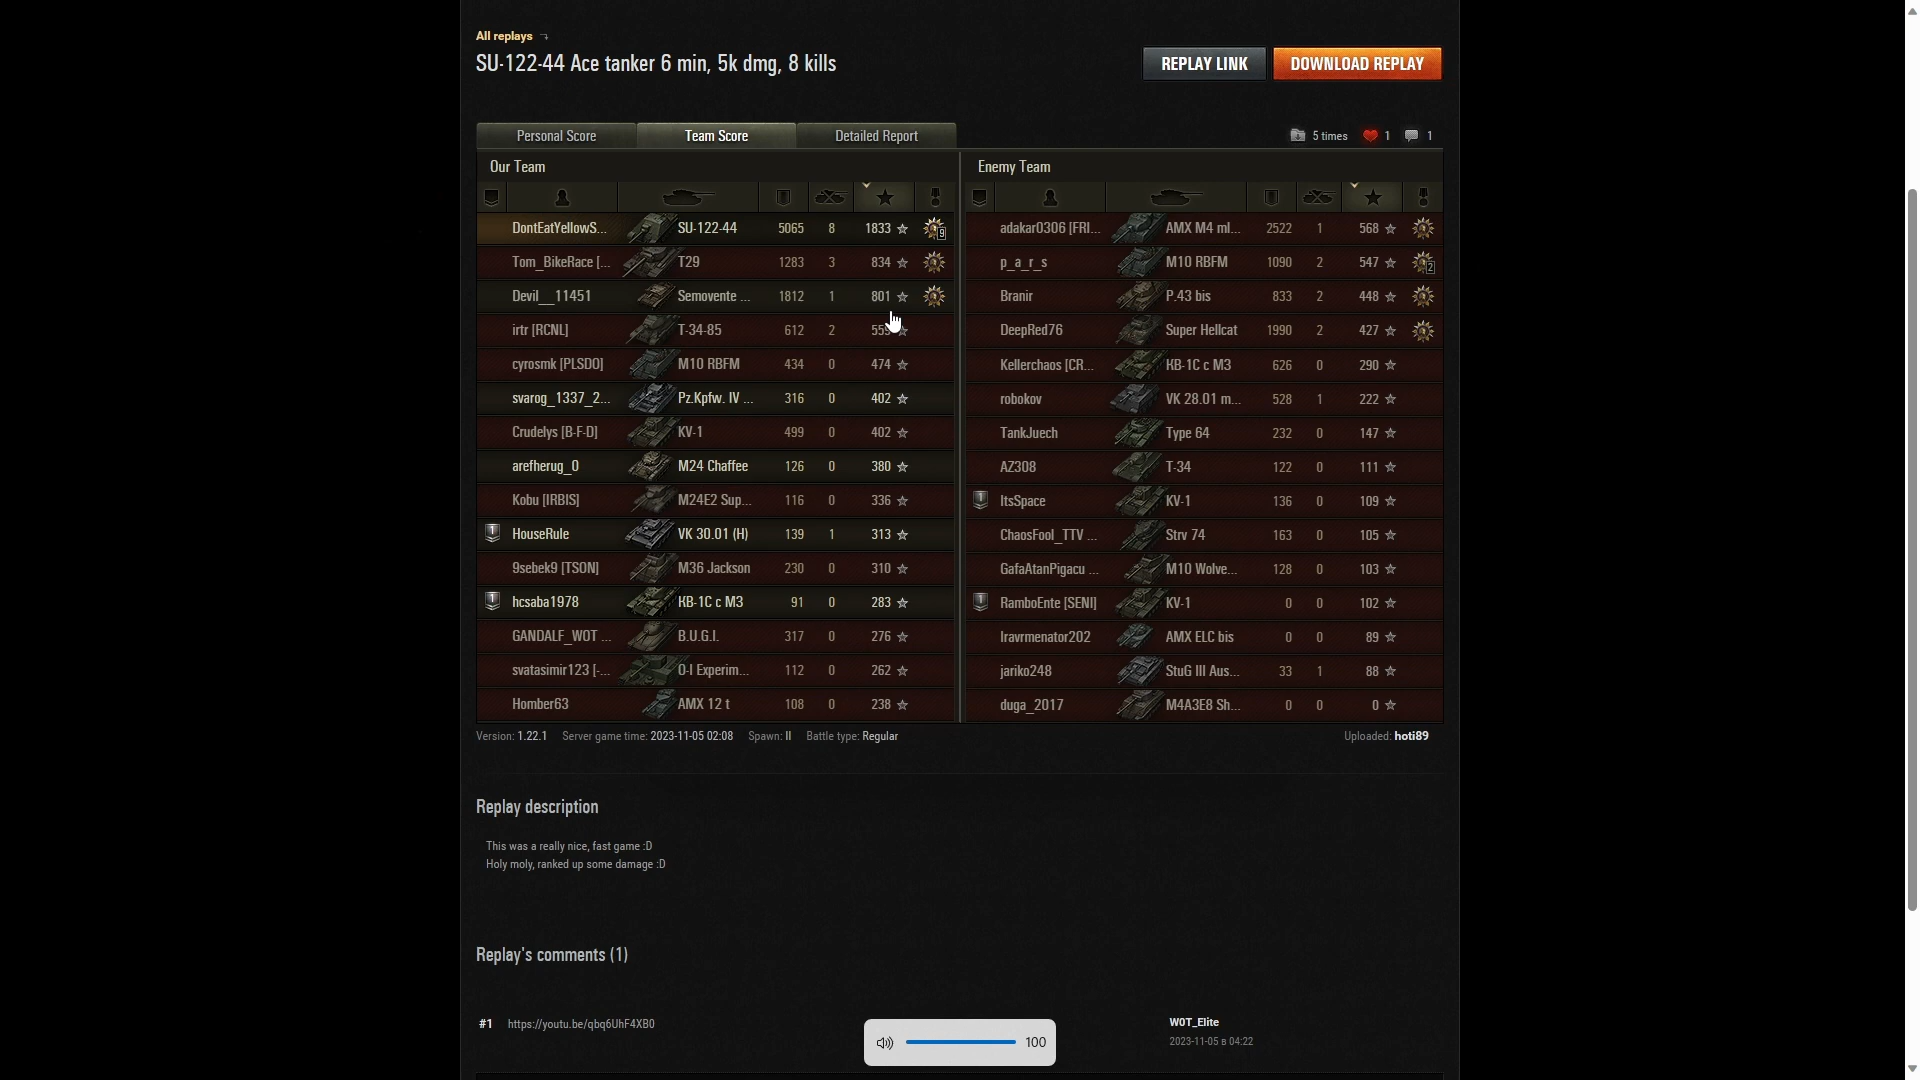 All replays
SU-122-44 Ace tanker 6 min, 5k dmg, 8 kills
REPLAY LINK
DOWNLOAD REPLAY
Personal Score
Team Score
Detailed Report
5 times
1
1
Our Team
DontEatYellowS... SU-122-44 5065 8 1833 9
Tom_BikeRace [... T29 1283 3 834
Devil__11451 Semovente ... 1812 1 801
irtr [RCNL] T-34-85 612 2
cyrosmk [PLSDO] M10 RBFM 434 0 474
svarog_1337_2... Pz.Kpfw. IV ... 316 0 402
Crudelys [B-F-D] KV-1 499 0 402
arefherug_0 M24 Chaffee 126 0 380
Kobu [IRBIS] M24E2 Sup... 116 0 336
1 HouseRule VK 30.01 (H) 139 1 313
9sebek9 [TSON] M36 Jackson 230 0 310
1 hcsaba1978 KB-1C c M3 91 0 283
GANDALF_WOT ... B.U.G.I. 317 0 276
svatasimir123 [-... O-I Experim... 112 0 262
Homber63 AMX 12 t 108 0 238
Enemy Team
adakar0306 [FRI... AMX M4 ml... 2522 1 568
p_a_r_s M10 RBFM 1090 2 547 2
Branir P.43 bis 833 2 448
DeepRed76 Super Hellcat 1990 2 427
Kellerchaos [CR... KB-1C c M3 626 0 290
robokov VK 28.01 m... 528 1 222
TankJuech Type 64 232 0 147
AZ308 T-34 122 0 111
1 ItsSpace KV-1 136 0 109
ChaosFool_TTV ... Strv 74 163 0 105
GafaAtanPigacu ... M10 Wolve... 128 0 103
1 RamboEnte [SENI] KV-1 0 0 102
lravrmenator202 AMX ELC bis 0 0 89
jariko248 StuG III Aus... 33 1 88
duga_2017 M4A3E8 Sh... 0 0 0
Version: 1.22.1 Server game time: 2023-11-05 02:08 Spawn: II Battle type: Regular
Uploaded: hoti89
Replay description
This was a really nice, fast game :D
Holy moly, ranked up some damage :D
Replay's comments (1)
#1 https://youtu.be/qbq6UhF4XB0
WOT_Elite
2023-11-05 в 04:22
100